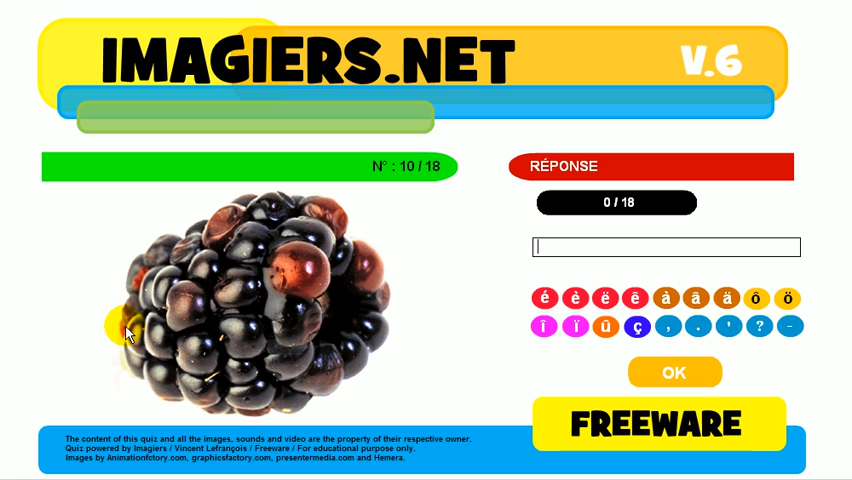 IMAGIERS.NET
V.6
N° : 10 / 18
RÉPONSE
0 / 18
é è ë ē à ā ä ô ö
î ï ū ç , . ' ? -
OK
FREEWARE
The content of this quiz and all the images, sounds and video are the property of their respective owner.
Quiz powered by Imagiers / Vincent Lefrançois / Freeware / For educational purpose only.
Images by Animationfctory.com, graphicsfactory.com, presentermedia.com and Hemera.